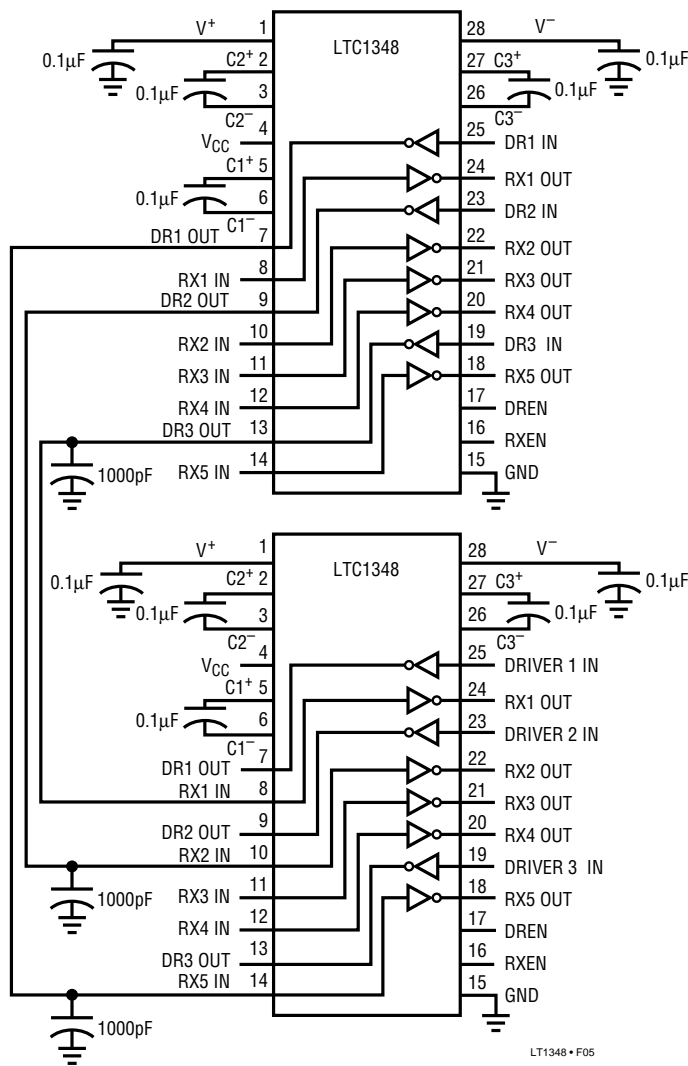 V+ 1 LTC1348 28 V−
0.1µF C2+ 2 27 C3+ 0.1µF
0.1µF 3 26 0.1µF
C2− C3−
VCC 4 25 DR1 IN
C1+ 5 24 RX1 OUT
0.1µF 6 23 DR2 IN
C1−
DR1 OUT 7 22 RX2 OUT
RX1 IN 8 21 RX3 OUT
DR2 OUT 9 20 RX4 OUT
RX2 IN 10 19 DR3 IN
RX3 IN 11 18 RX5 OUT
RX4 IN 12 17 DREN
DR3 OUT 13 16 RXEN
1000pF RX5 IN 14 15 GND
V+ 1 LTC1348 28 V−
0.1µF C2+ 2 27 C3+ 0.1µF
0.1µF 3 26 0.1µF
C2− C3−
VCC 4 25 DRIVER 1 IN
C1+ 5 24 RX1 OUT
0.1µF 6 23 DRIVER 2 IN
C1−
DR1 OUT 7 22 RX2 OUT
RX1 IN 8 21 RX3 OUT
DR2 OUT 9 20 RX4 OUT
RX2 IN 10 19 DRIVER 3 IN
1000pF RX3 IN 11 18 RX5 OUT
RX4 IN 12 17 DREN
DR3 OUT 13 16 RXEN
RX5 IN 14 15 GND
1000pF
LT1348 • F05